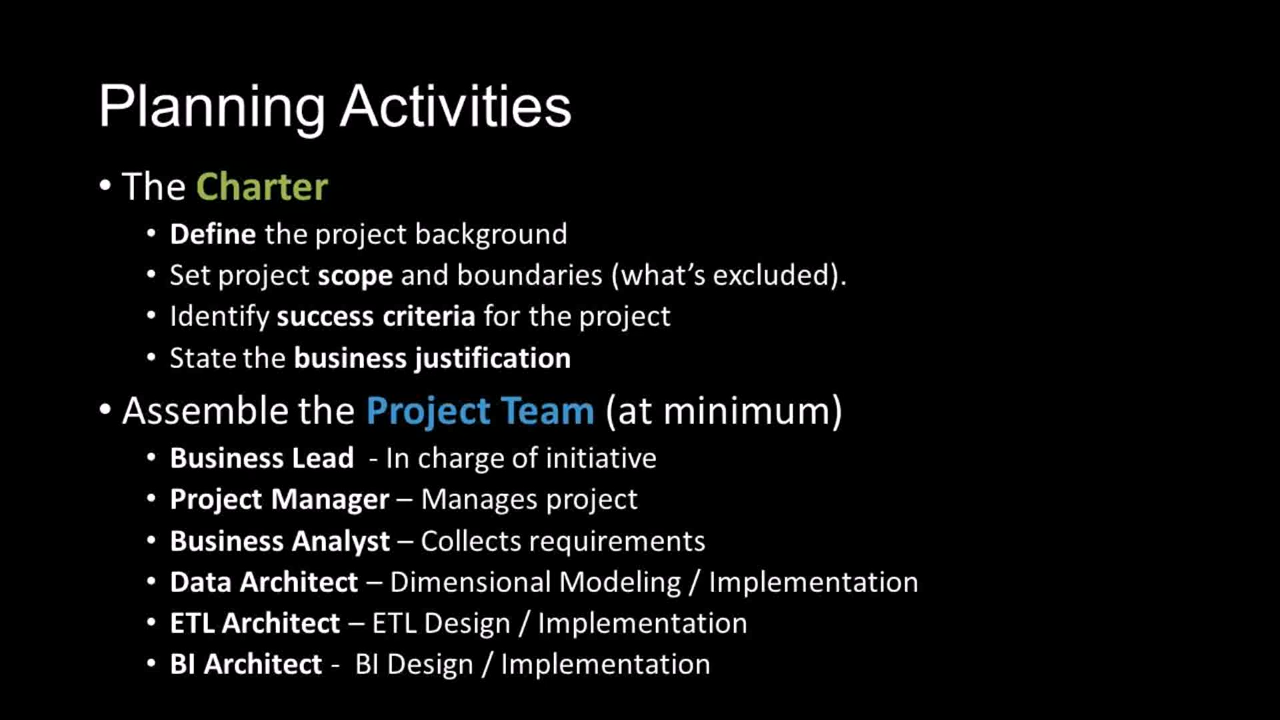 Planning Activities
• The Charter
• Define the project background
• Set project scope and boundaries (what's excluded).
• Identify success criteria for the project
• State the business justification
• Assemble the Project Team (at minimum)
• Business Lead  - In charge of initiative
• Project Manager – Manages project
• Business Analyst – Collects requirements
• Data Architect – Dimensional Modeling / Implementation
• ETL Architect – ETL Design / Implementation
• BI Architect -  BI Design / Implementation